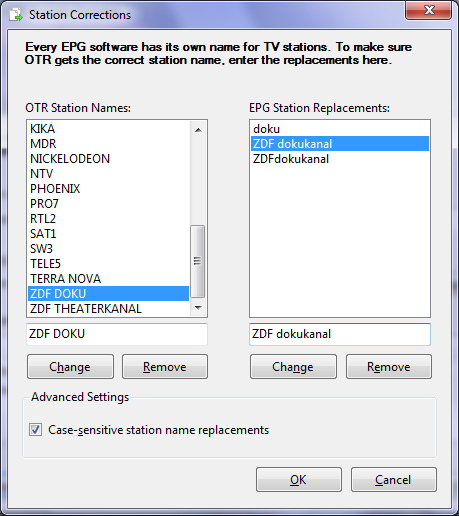 Station Corrections
Every EPG software has its own name for TV stations. To make sure
OTR gets the correct station name, enter the replacements here.
OTR Station Names:
KIKA
MDR
NICKELODEON
NTV
PHOENIX
PRO7
RTL2
SAT1
SW3
TELE5
TERRA NOVA
ZDF DOKU
ZDF THEATERKANAL
ZDF DOKU
Change
Remove
EPG Station Replacements:
doku
ZDF dokukanal
ZDFdokukanal
ZDF dokukanal
Change
Remove
Advanced Settings
Case-sensitive station name replacements
OK
Cancel